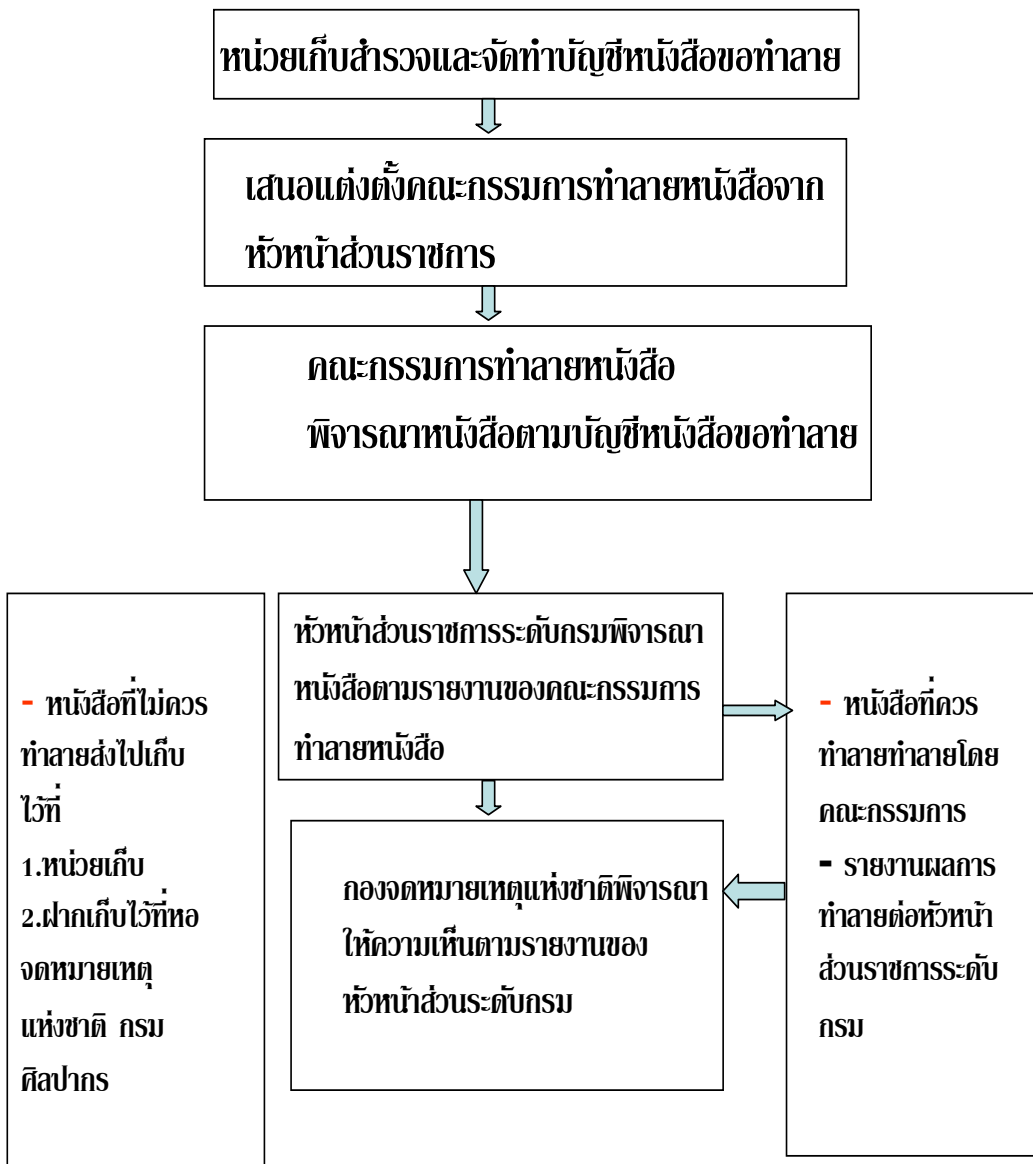 หน่วยเก็บสำรวจและจัดทำบัญชีหนังสือขอทำลาย
เสนอแต่งตั้งคณะกรรมการทำลายหนังสือจาก
หัวหน้าส่วนราชการ
คณะกรรมการทำลายหนังสือ
พิจารณาหนังสือตามบัญชีหนังสือขอทำลาย
หัวหน้าส่วนราชการระดับกรมพิจารณา
หนังสือตามรายงานของคณะกรรมการ
ทำลายหนังสือ
- หนังสือที่ไม่ควร
ทำลายส่งไปเก็บ
ไว้ที่
1.หน่วยเก็บ
2.ฝากเก็บไว้ที่หอ
จดหมายเหตุ
แห่งชาติ กรม
ศิลปากร
- หนังสือที่ควร
ทำลายทำลายโดย
คณะกรรมการ
- รายงานผลการ
ทำลายต่อหัวหน้า
ส่วนราชการระดับ
กรม
กองจดหมายเหตุแห่งชาติพิจารณา
ให้ความเห็นตามรายงานของ
หัวหน้าส่วนระดับกรม